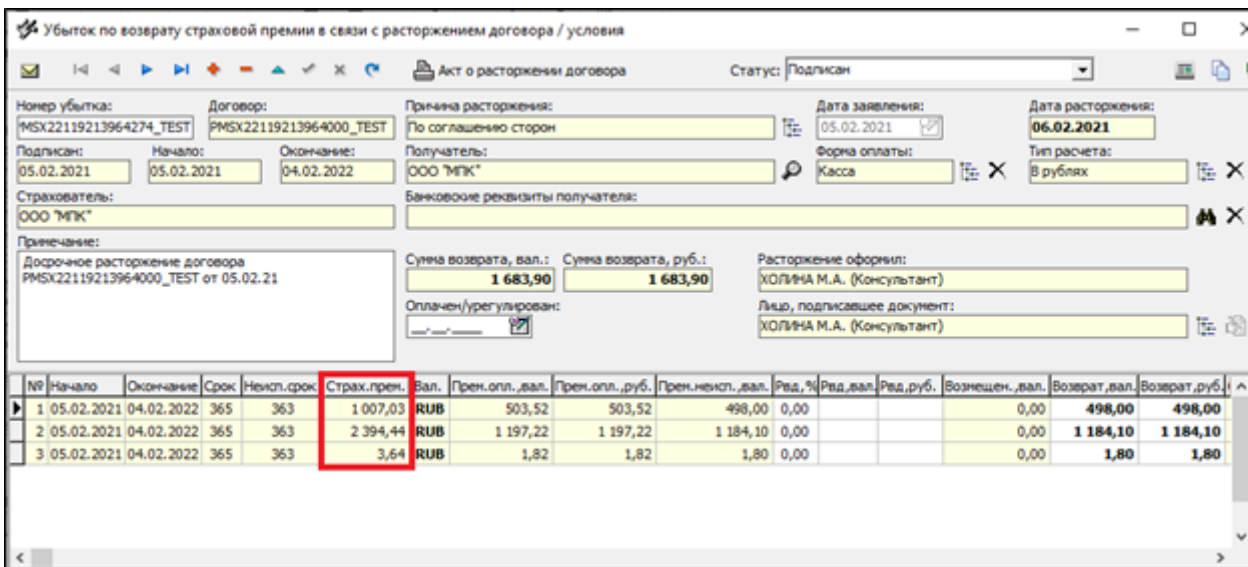 Убыток по возврату страховой премии в связи с расторжением договора / условия
Акт о расторжении договора Статус: Подписан
Номер убытка: Договор: Причина расторжения: Дата заявления: Дата расторжения:
MSX22119213964274_TEST PMSX22119213964000_TEST По соглашению сторон 05.02.2021 06.02.2021
Подписан: Начало: Окончание: Получатель: Форма оплаты: Тип расчета:
05.02.2021 05.02.2021 04.02.2022 ООО "МПК" Касса В рублях
Страхователь: Банковские реквизиты получателя:
ООО "МПК"
Примечание:
Досрочное расторжение договора
PMSX22119213964000_TEST от 05.02.21
Сумма возврата, вал.: Сумма возврата, руб.: Расторжение оформил:
1 683,90 1 683,90 ХОЛИНА М.А. (Консультант)
Оплачен/урегулирован: Лицо, подписавшее документ:
__.__.____ ХОЛИНА М.А. (Консультант)
№ Начало Окончание Срок Неисп.срок Страх.прем. Вал. Прем.опл.,вал. Прем.опл.,руб. Прем.неисп.,вал. Рвд,% Рвд,вал. Рвд,руб. Возмещен.,вал. Возврат,вал. Возврат,руб.
1 05.02.2021 04.02.2022 365 363 1 007,03 RUB 503,52 503,52 498,00 0,00 0,00 498,00 498,00
2 05.02.2021 04.02.2022 365 363 2 394,44 RUB 1 197,22 1 197,22 1 184,10 0,00 0,00 1 184,10 1 184,10
3 05.02.2021 04.02.2022 365 363 3,64 RUB 1,82 1,82 1,80 0,00 0,00 1,80 1,80